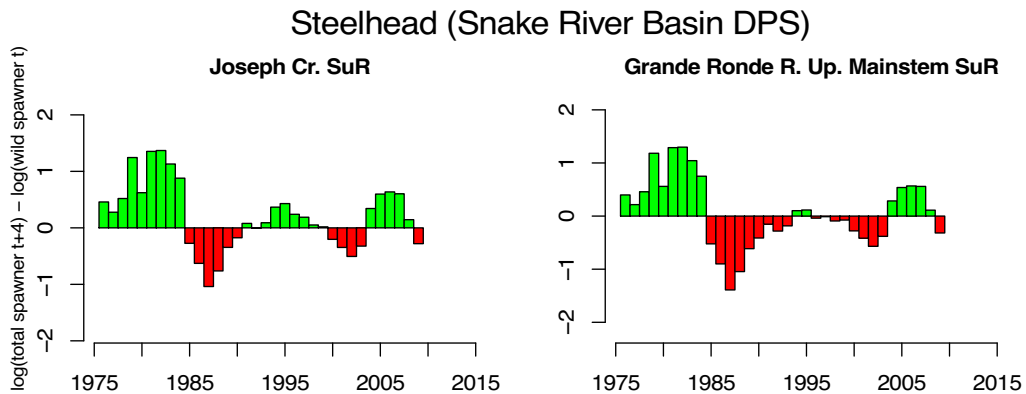 Steelhead (Snake River Basin DPS)
Joseph Cr. SuR
Grande Ronde R. Up. Mainstem SuR
log(total spawner t+4) − log(wild spawner t)
2
1
0
−1
−2
1975 1985 1995 2005 2015
2
1
0
−1
−2
1975 1985 1995 2005 2015